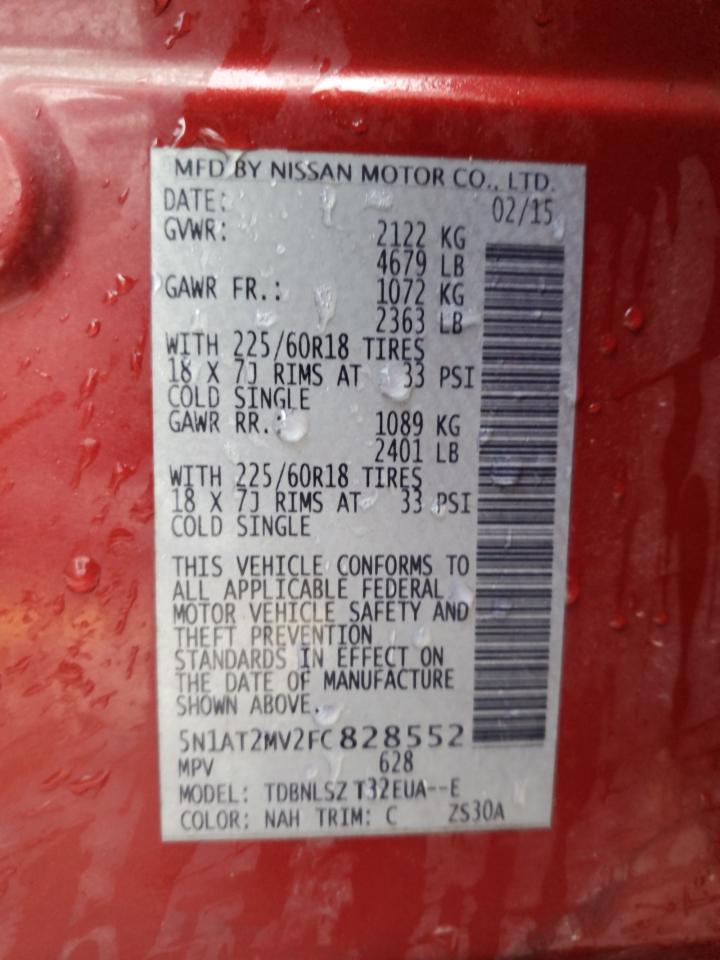 MFD BY NISSAN MOTOR CO., LTD.
DATE: 02/15
GVWR: 2122 KG
4679 LB
GAWR FR.: 1072 KG
2363 LB
WITH 225/60R18 TIRES
18 X 7J RIMS AT 33 PSI
COLD SINGLE
GAWR RR.: 1089 KG
2401 LB
WITH 225/60R18 TIRES
18 X 7J RIMS AT 33 PSI
COLD SINGLE
THIS VEHICLE CONFORMS TO
ALL APPLICABLE FEDERAL
MOTOR VEHICLE SAFETY AND
THEFT PREVENTION
STANDARDS IN EFFECT ON
THE DATE OF MANUFACTURE
SHOWN ABOVE.
5N1AT2MV2FC828552
MPV 628
MODEL: TDBNLSZ T32EUA--E
COLOR: NAH TRIM: C ZS30A